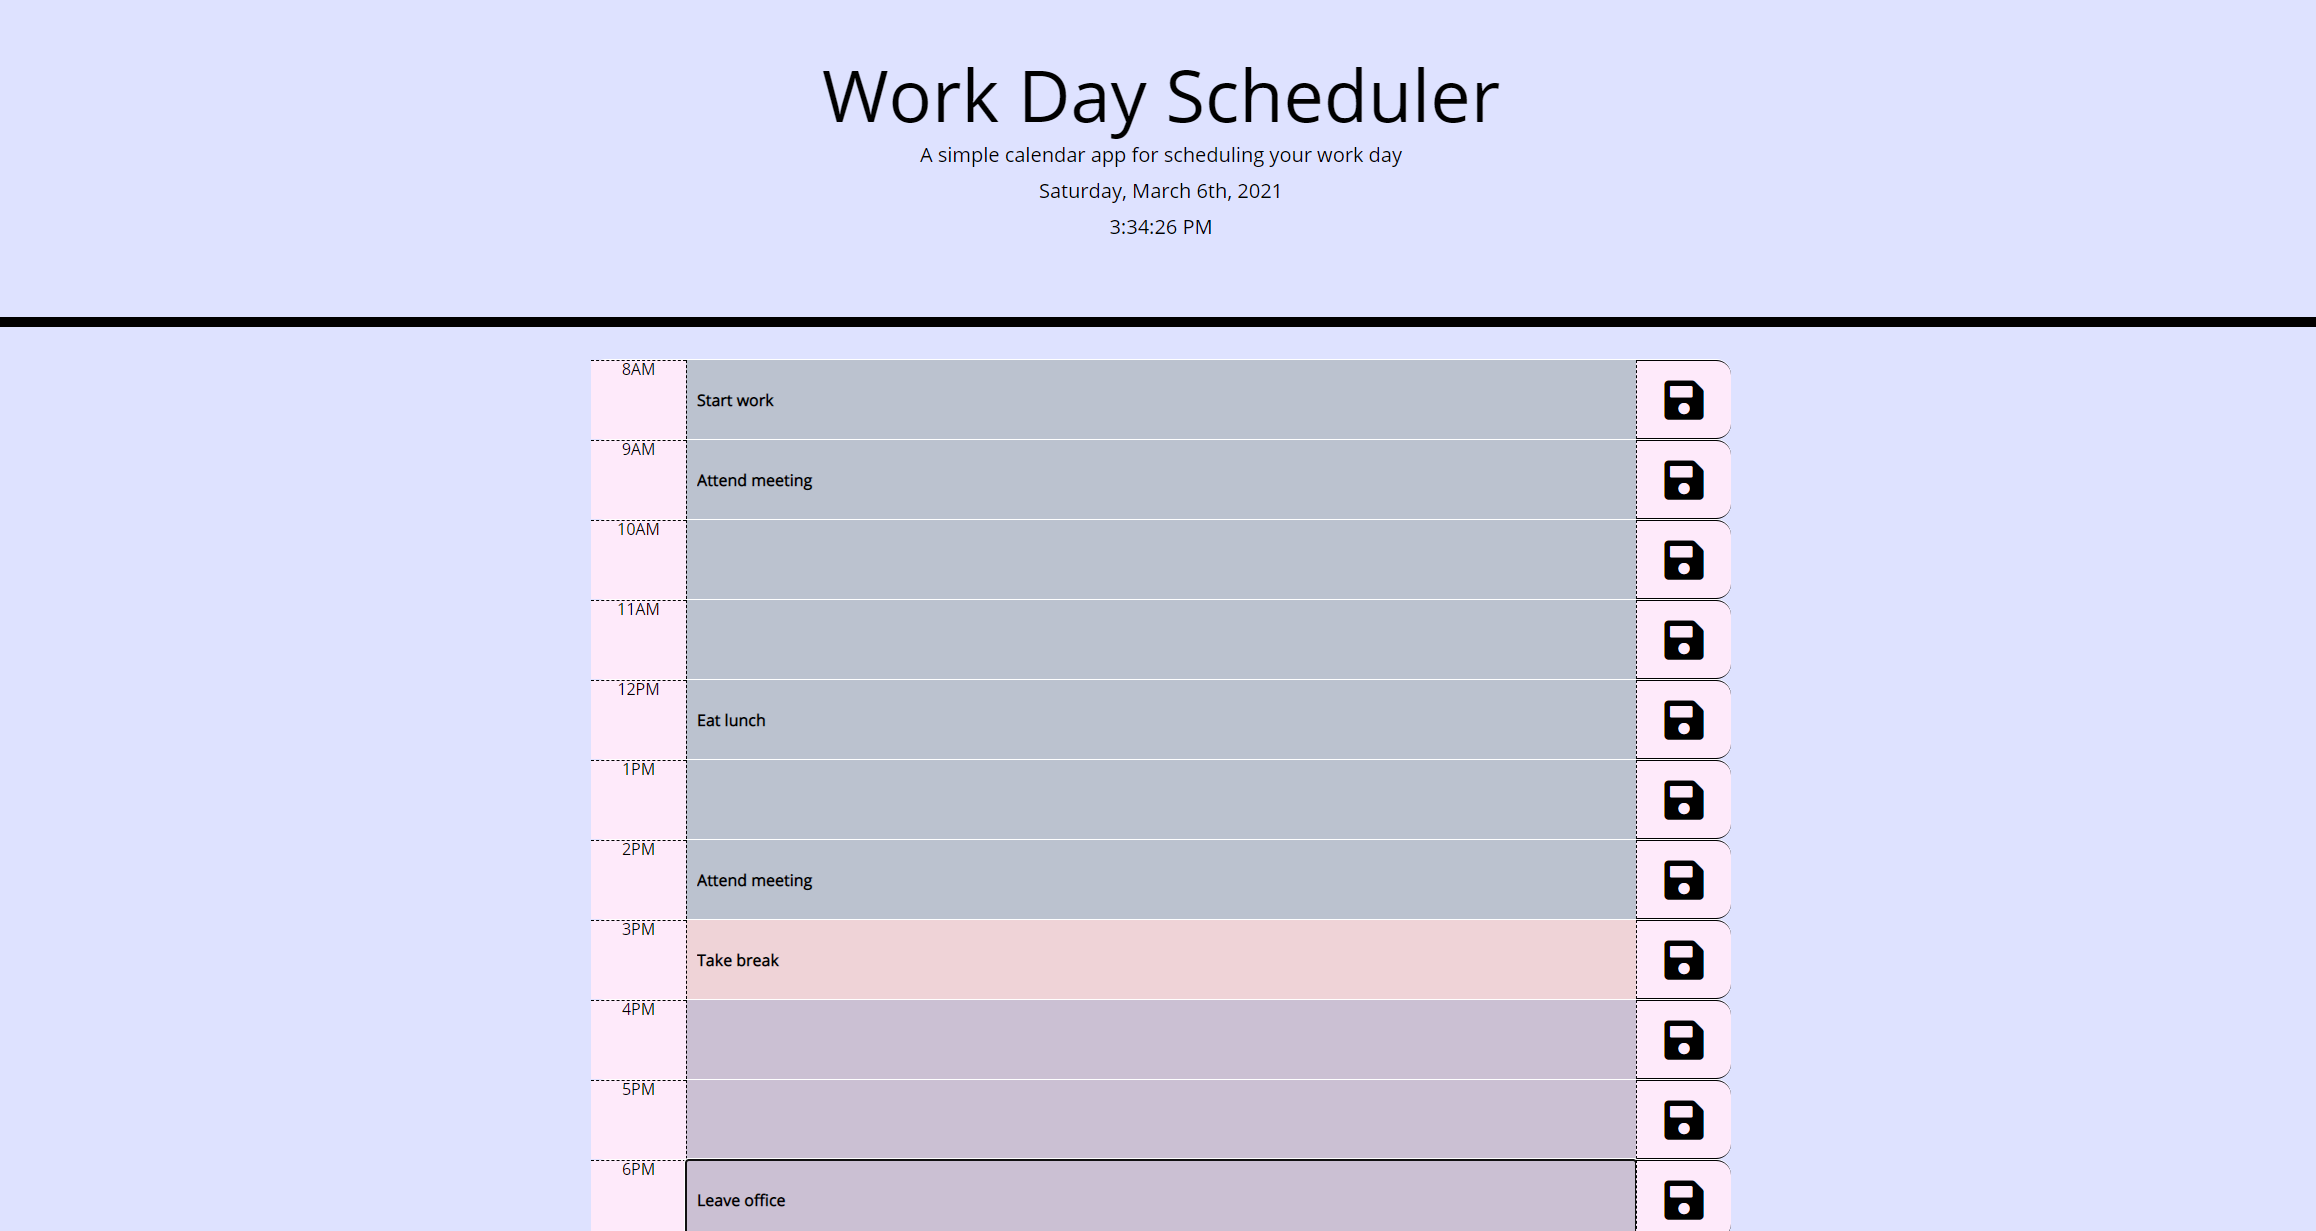 Work Day Scheduler
A simple calendar app for scheduling your work day
Saturday, March 6th, 2021
3:34:26 PM
8AM
Start work
9AM
Attend meeting
10AM
11AM
12PM
Eat lunch
1PM
2PM
Attend meeting
3PM
Take break
4PM
5PM
6PM
Leave office